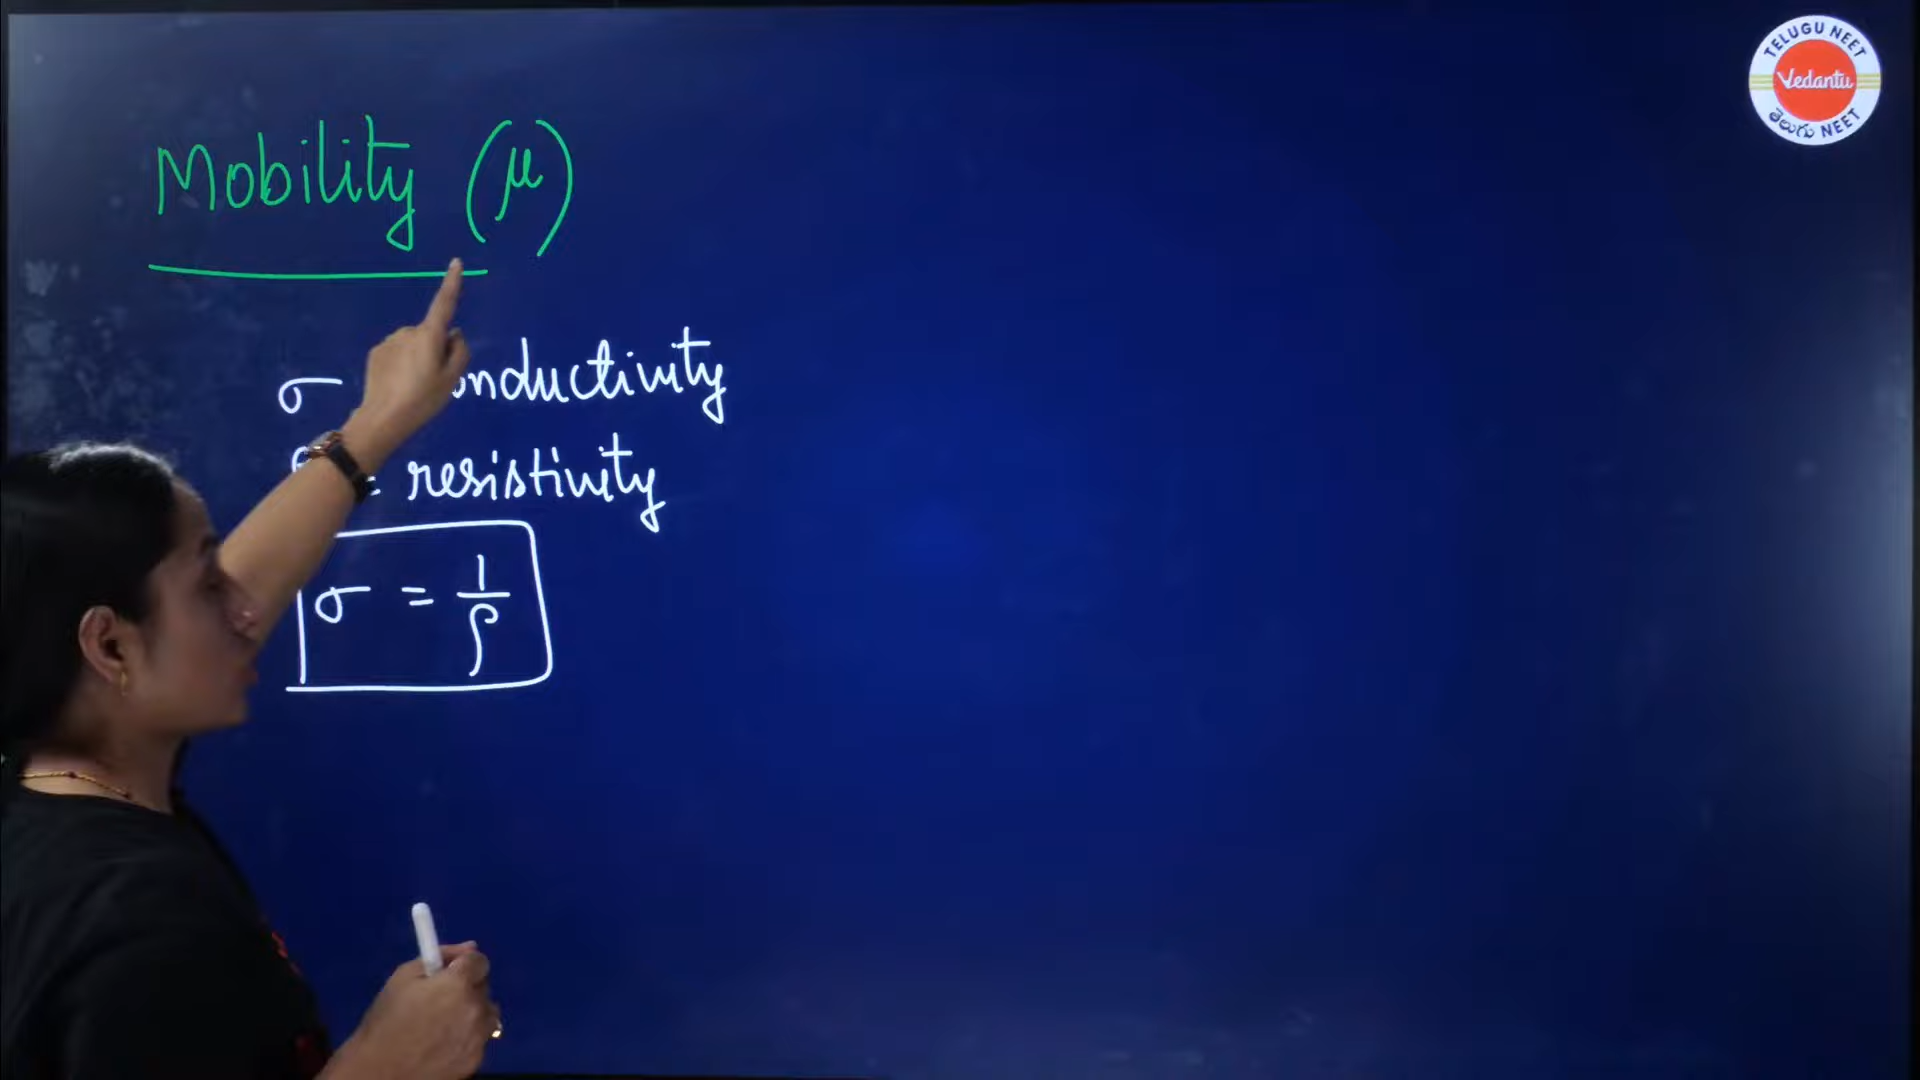 Mobility (μ)
σ onductivity
= resistivity
σ = 1/ρ
TELUGU NEET
Vedantu
తెలుగు NEET